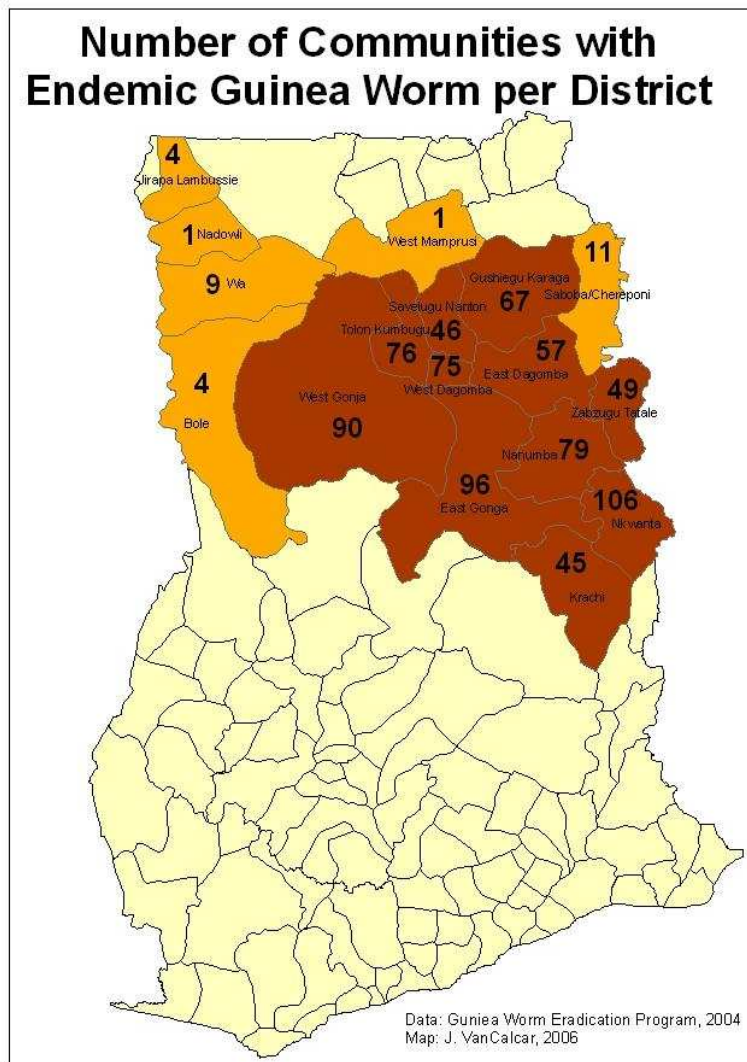 Number of Communities with
Endemic Guinea Worm per District
4
Jirapa Lambussie
1 Nadowli
9 Wa
4
Bole
1
West Mamprusi
11
Saboba/Chereponi
Gushiegu Karaga
67
Savelugu Nanton
46
Tolon Kumbugu
76
75
West Dagomba
57
East Dagomba
49
Zabzugu Tatale
West Gonja
90
Nanumba 79
96
East Gonga
106
Nkwanta
45
Krachi
Data: Guniea Worm Eradication Program, 2004
Map: J. VanCalcar, 2006